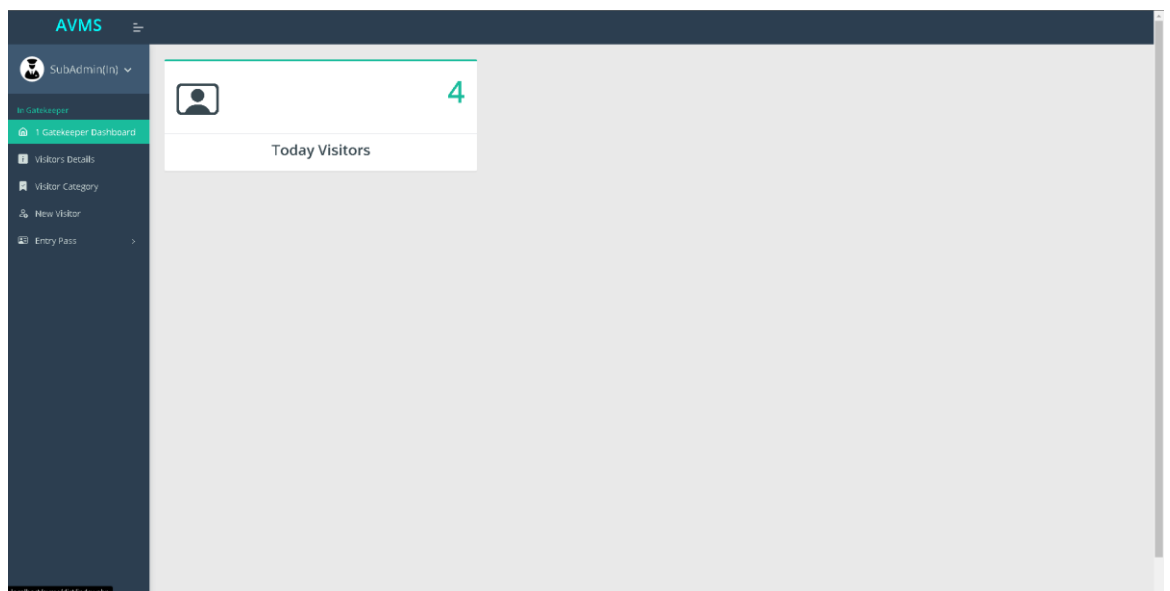 AVMS
SubAdmin(In)
In Gatekeeper
1 Gatekeeper Dashboard
Visitors Details
Visitor Category
New Visitor
Entry Pass
4
Today Visitors